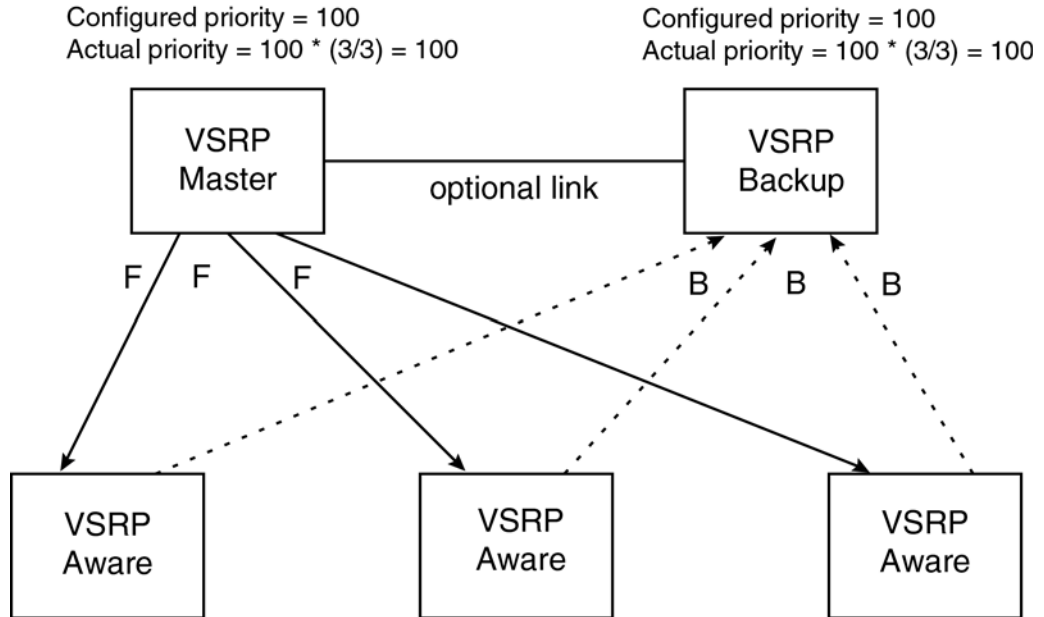 Configured priority = 100
Actual priority = 100 * (3/3) = 100
Configured priority = 100
Actual priority = 100 * (3/3) = 100
VSRP
Master
optional link
VSRP
Backup
F
F
F
B
B
B
VSRP
Aware
VSRP
Aware
VSRP
Aware